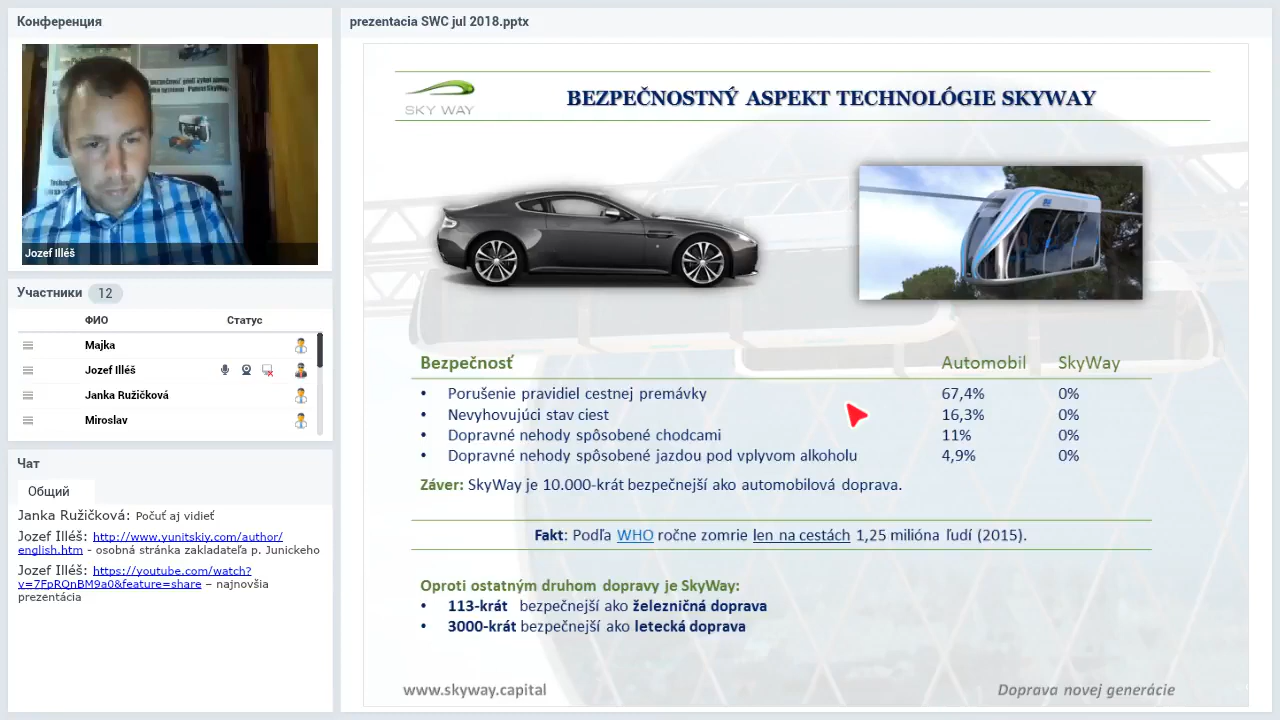 Конференция
Jozef Illéš
Участники 12
ФИО Статус
Majka
Jozef Illéš
Janka Ružičková
Miroslav
Чат
Общий
Janka Ružičková: Počuť aj vidieť
Jozef Illéš: http://www.yunitskiy.com/author/
english.htm - osobná stránka zakladateľa p. Junickeho
Jozef Illéš: https://youtube.com/watch?
v=7FpRQnBM9a0&feature=share – najnovšia
prezentácia
prezentacia SWC jul 2018.pptx
SKY WAY
BEZPEČNOSTNÝ ASPEKT TECHNOLÓGIE SKYWAY
Bezpečnosť Automobil SkyWay
• Porušenie pravidiel cestnej premávky 67,4% 0%
• Nevyhovujúci stav ciest 16,3% 0%
• Dopravné nehody spôsobené chodcami 11% 0%
• Dopravné nehody spôsobené jazdou pod vplyvom alkoholu 4,9% 0%
Záver: SkyWay je 10.000-krát bezpečnejší ako automobilová doprava.
Fakt: Podľa WHO ročne zomrie len na cestách 1,25 milióna ľudí (2015).
Oproti ostatným druhom dopravy je SkyWay:
• 113-krát bezpečnejší ako železničná doprava
• 3000-krát bezpečnejší ako letecká doprava
www.skyway.capital
Doprava novej generácie